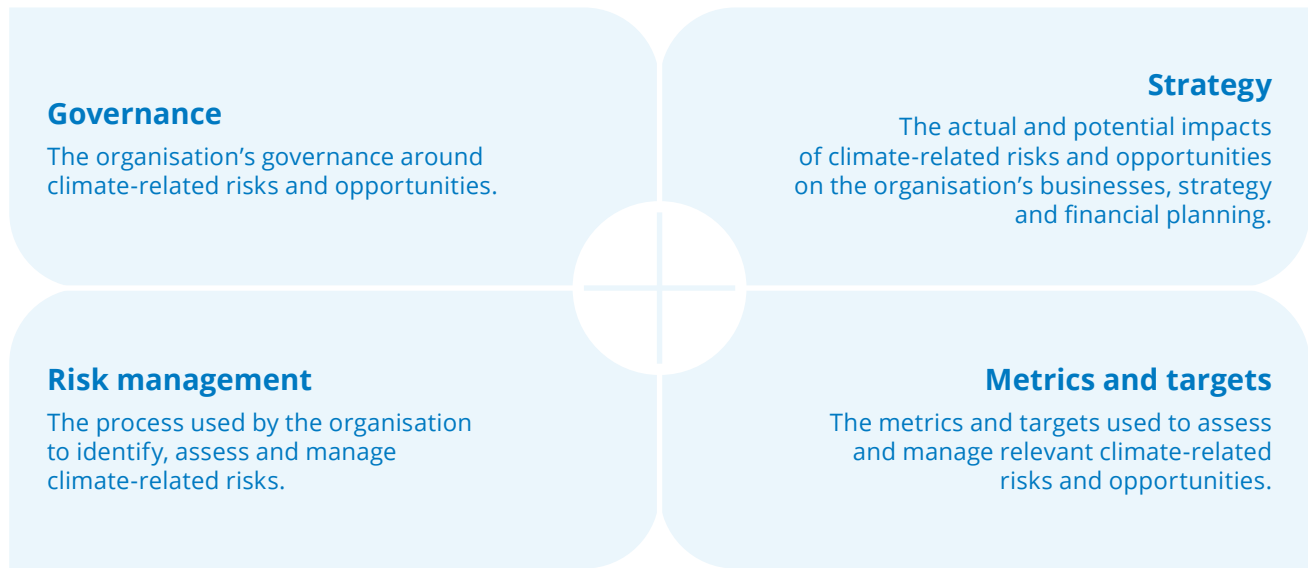 Governance
The organisation’s governance around
climate-related risks and opportunities.
Strategy
The actual and potential impacts
of climate-related risks and opportunities
on the organisation’s businesses, strategy
and financial planning.
Risk management
The process used by the organisation
to identify, assess and manage
climate-related risks.
Metrics and targets
The metrics and targets used to assess
and manage relevant climate-related
risks and opportunities.